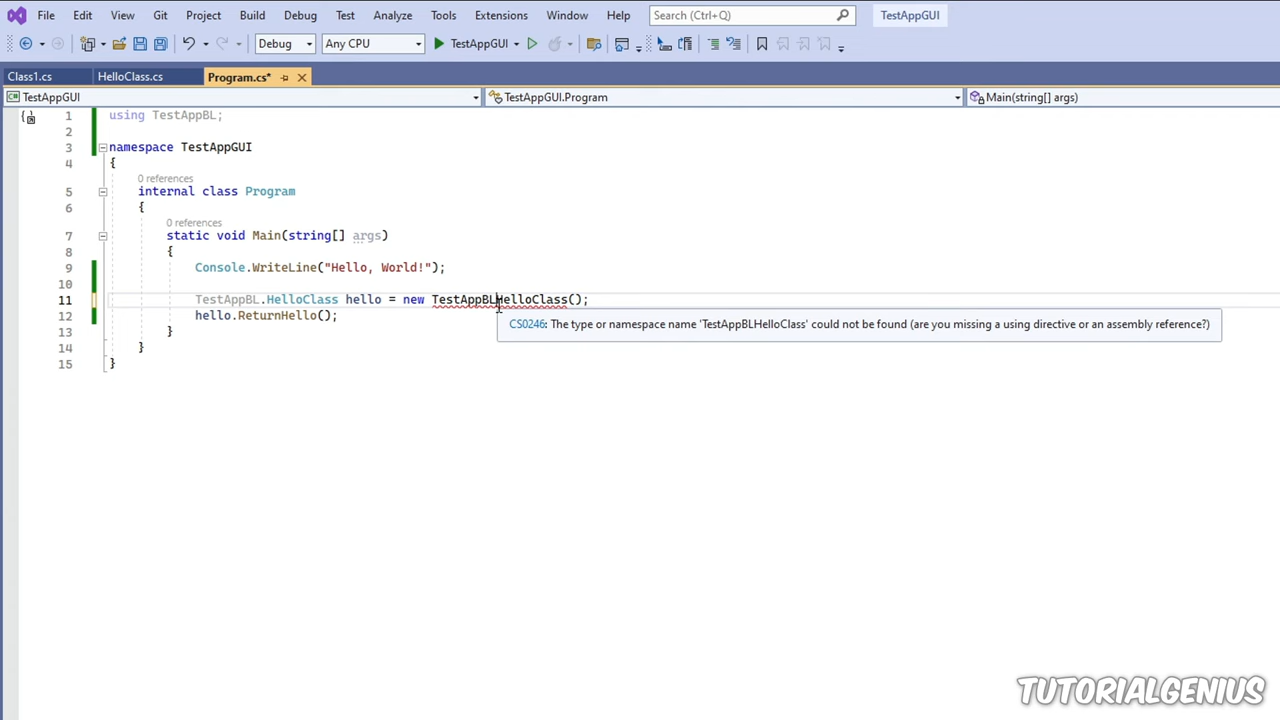 File Edit View Git Project Build Debug Test Analyze Tools Extensions Window Help Search (Ctrl+Q) TestAppGUI
Debug Any CPU TestAppGUI
Class1.cs HelloClass.cs Program.cs*
TestAppGUI TestAppGUI.Program Main(string[] args)
1 using TestAppBL;
2
3 namespace TestAppGUI
4 {
0 references
5 internal class Program
6 {
0 references
7 static void Main(string[] args)
8 {
9 Console.WriteLine("Hello, World!");
10
11 TestAppBL.HelloClass hello = new TestAppBLHelloClass();
12 hello.ReturnHello();
CS0246: The type or namespace name 'TestAppBLHelloClass' could not be found (are you missing a using directive or an assembly reference?)
13 }
14 }
15 }
TUTORIALGENIUS